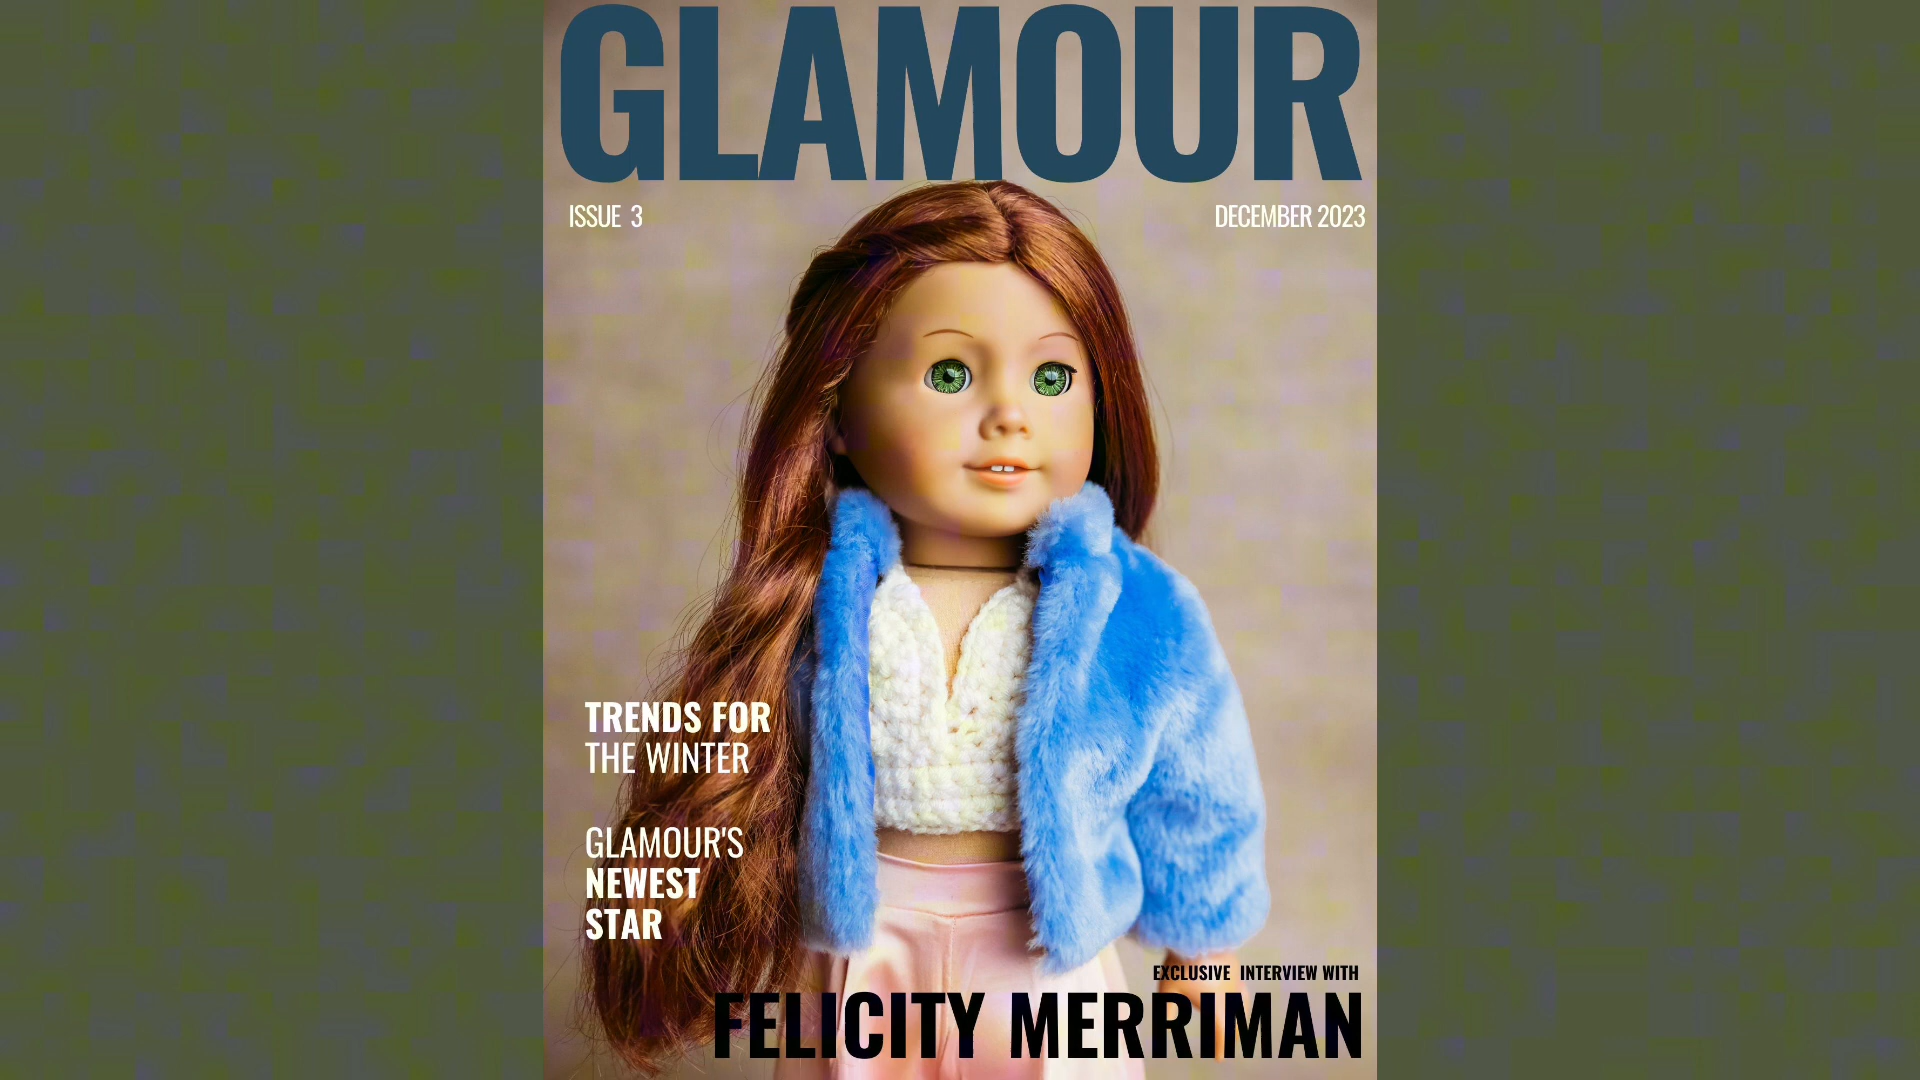 GLAMOUR
ISSUE 3
DECEMBER 2023
TRENDS FOR
THE WINTER
GLAMOUR'S
NEWEST
STAR
EXCLUSIVE INTERVIEW WITH
FELICITY MERRIMAN